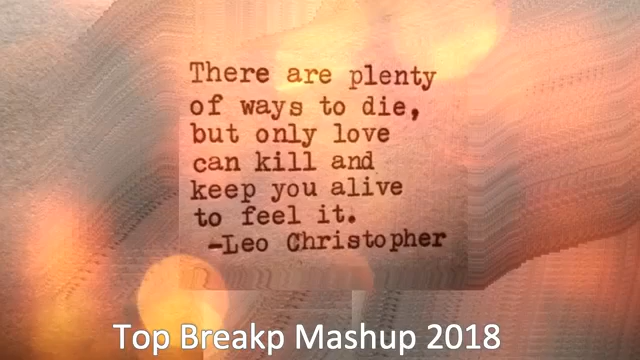 There are plenty
of ways to die,
but only love
can kill and
keep you alive
to feel it.
-Leo Christopher
Top Breakp Mashup 2018